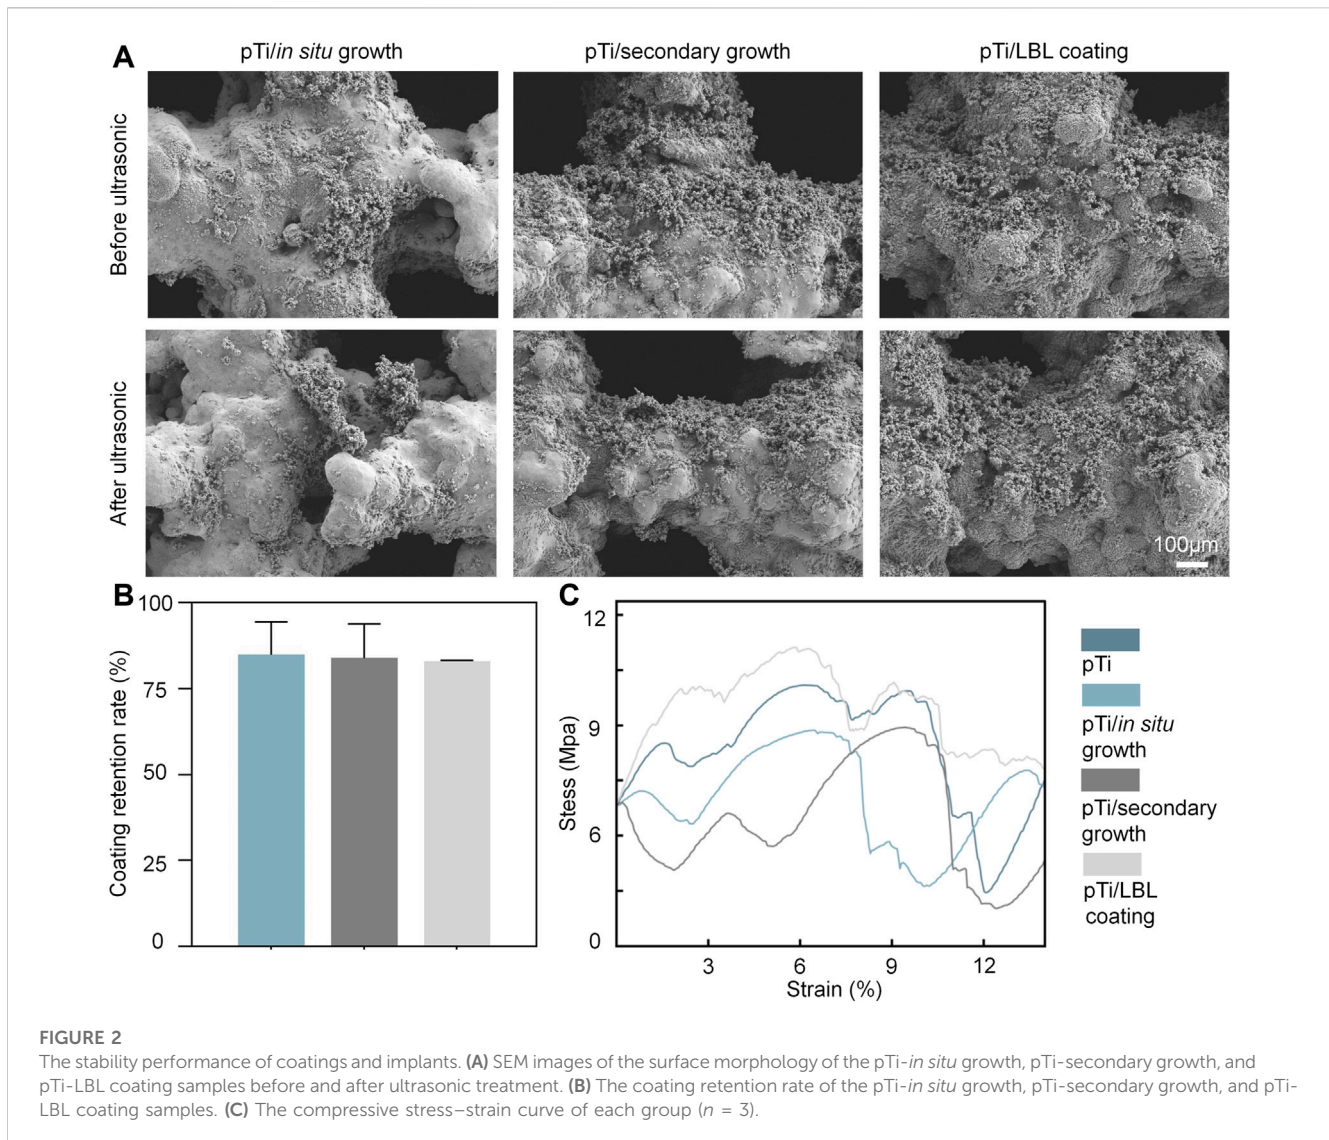 A
pTi/in situ growth
pTi/secondary growth
pTi/LBL coating
Before ultrasonic
After ultrasonic
100μm
B
Coating retention rate (%)
100
75
50
25
0
C
Stess (Mpa)
12
9
6
0
3
6
9
12
Strain (%)
pTi
pTi/in situ
growth
pTi/secondary
growth
pTi/LBL
coating
FIGURE 2
The stability performance of coatings and implants. (A) SEM images of the surface morphology of the pTi-in situ growth, pTi-secondary growth, and
pTi-LBL coating samples before and after ultrasonic treatment. (B) The coating retention rate of the pTi-in situ growth, pTi-secondary growth, and pTi-
LBL coating samples. (C) The compressive stress–strain curve of each group (n = 3).